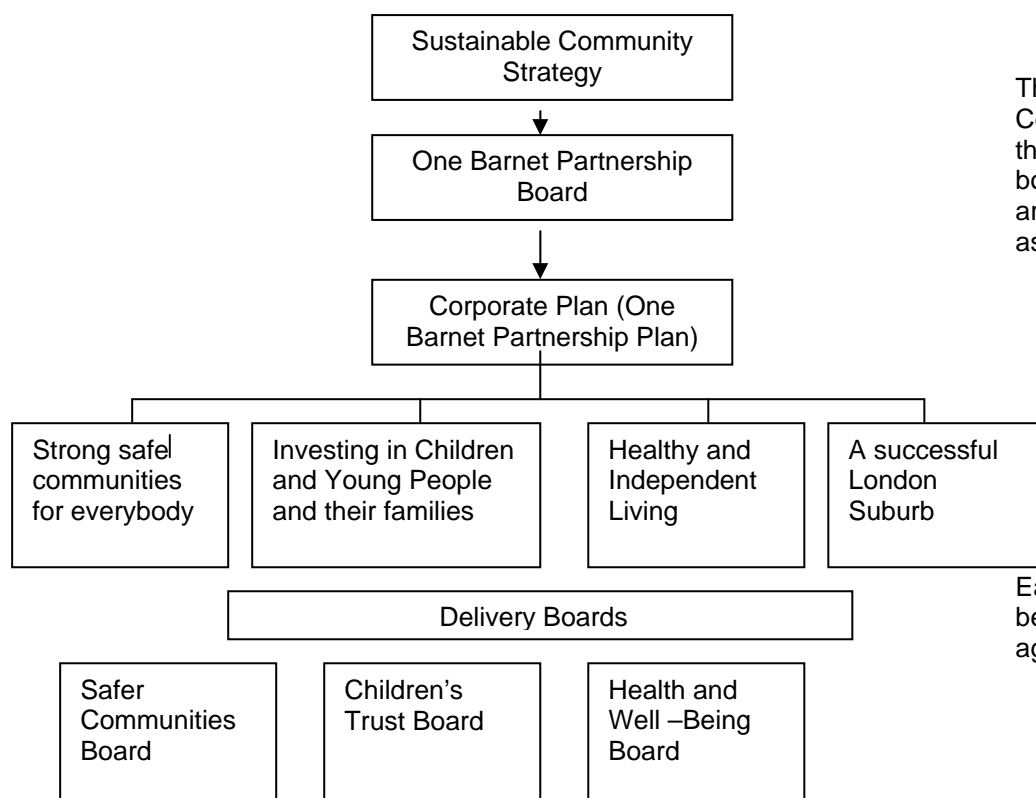 Sustainable Community
Strategy
One Barnet Partnership
Board
Corporate Plan (One
Barnet Partnership Plan)
Strong safe
communities
for everybody
Investing in Children
and Young People
and their families
Healthy and
Independent
Living
A successful
London
Suburb
Delivery Boards
Safer
Communities
Board
Children's
Trust Board
Health and
Well –Being
Board